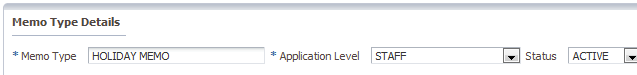 Memo Type Details
* Memo Type HOLIDAY MEMO * Application Level STAFF Status ACTIVE